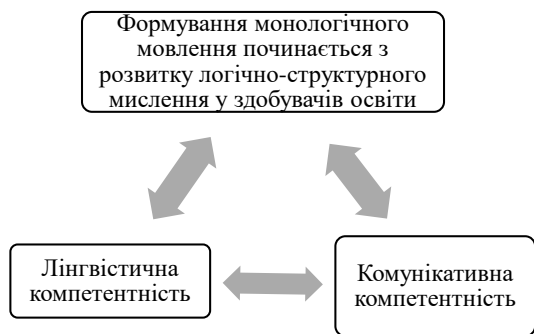 Формування монологічного
мовлення починається з
розвитку логічно-структурного
мислення у здобувачів освіти
Лінгвістична
компетентність
Комунікативна
компетентність